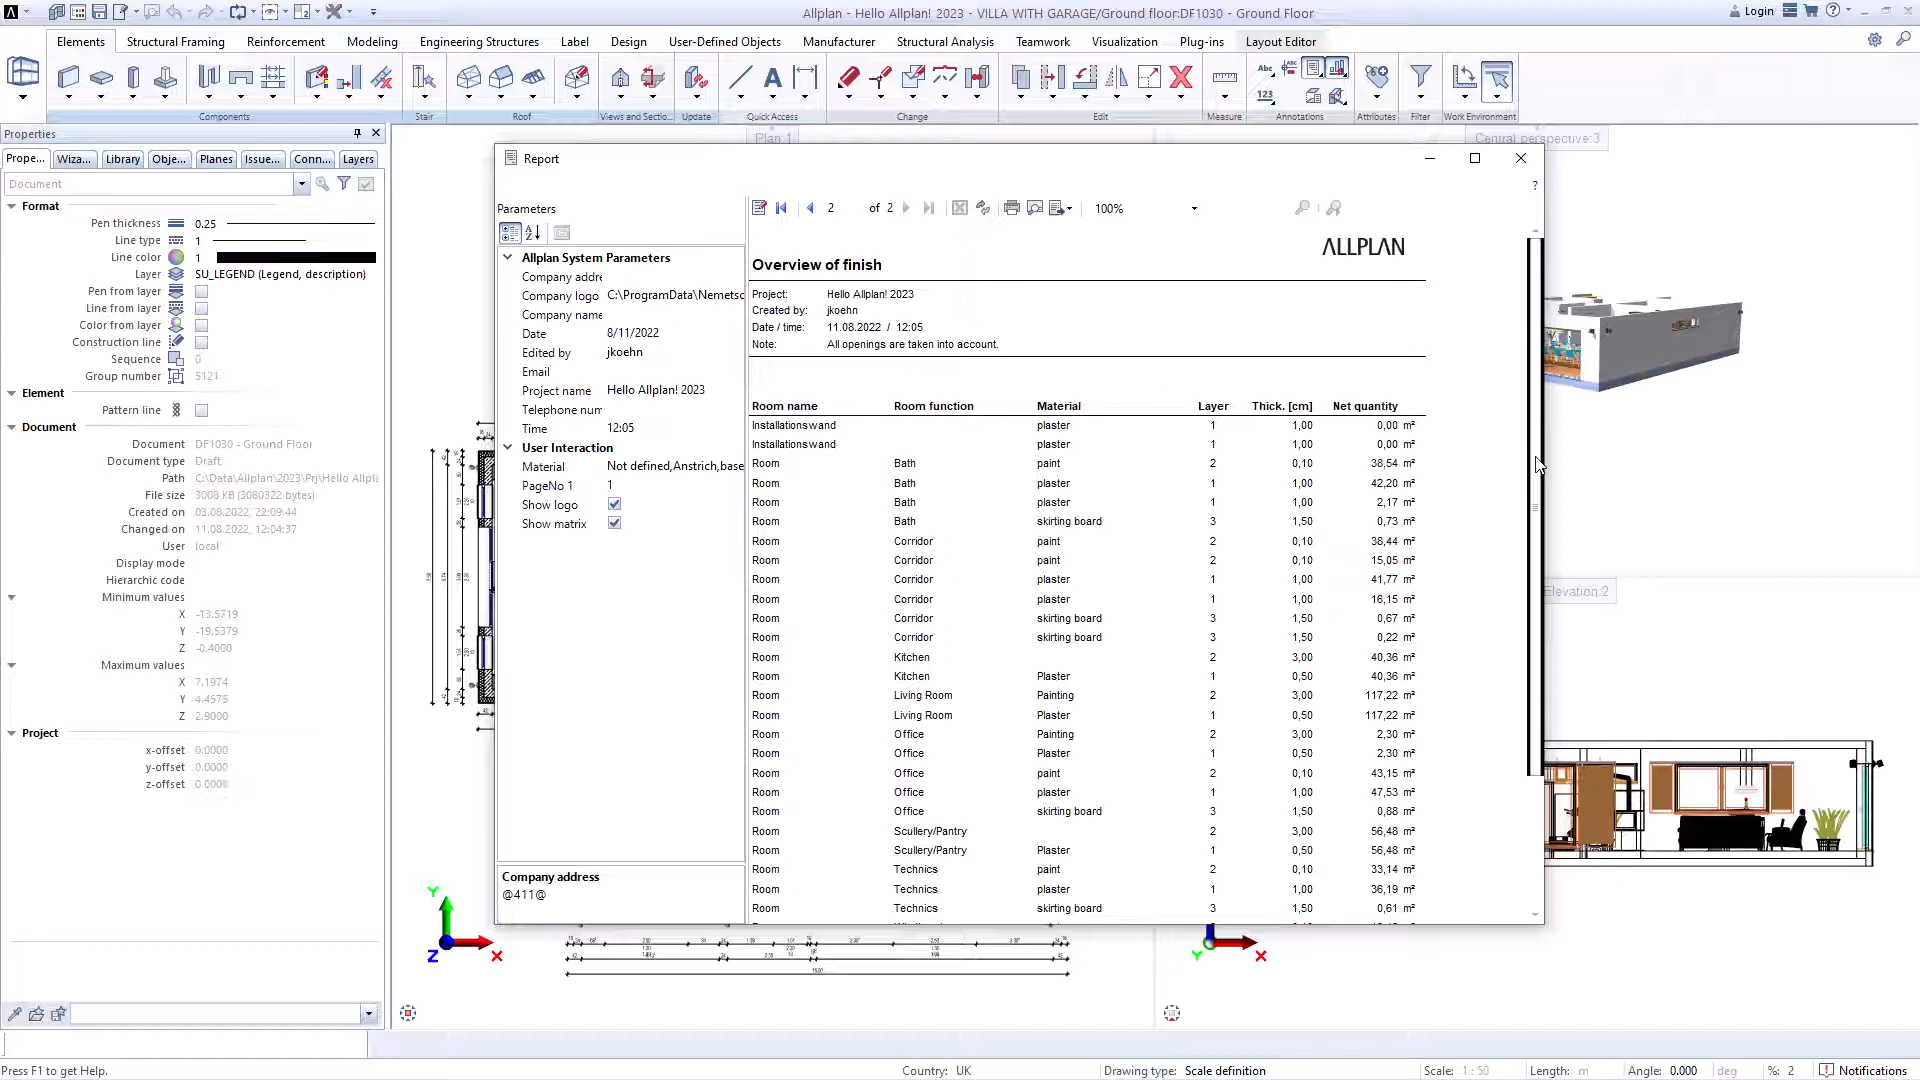 Allplan - Hello Allplan! 2023 - VILLA WITH GARAGE/Ground floor:DF1030 - Ground Floor
Login
Elements Structural Framing Reinforcement Modeling Engineering Structures Label Design User-Defined Objects Manufacturer Structural Analysis Teamwork Visualization Plug-ins Layout Editor
Abc
123
Components Stair Roof Views and Sectio... Update Quick Access Change Edit Measure Annotations Attributes Filter Work Environment
Properties
Plan:1
Central perspective:3
Prope... Wiza... Library Obje... Planes Issue... Conn... Layers
Document
Format
Pen thickness 0.25
Line type 1
Line color 1
Layer SU_LEGEND (Legend, description)
Pen from layer
Line from layer
Color from layer
Construction line
Sequence 0
Group number 5121
Element
Pattern line
Document
Document DF1030 - Ground Floor
Document type Draft
Path C:\Data\Allplan\2023\Prj\Hello Allpla
File size 3008 KB (3080322 bytes)
Created on 03.08.2022, 22:09:44
Changed on 11.08.2022, 12:04:37
User local
Display mode
Hierarchic code
Minimum values
X -13.5719
Y -19.5379
Z -0.4000
Maximum values
X 7.1974
Y 4.4576
Z 2.9000
Project
x-offset 0.0000
y-offset 0.0000
z-offset 0.0000
Report
?
Parameters
2 of 2 100%
Allplan System Parameters
Company addre
Company logo C:\ProgramData\Nemetsc
Company name
Date 8/11/2022
Edited by jkoehn
Email
Project name Hello Allplan! 2023
Telephone num
Time 12:05
User Interaction
Material Not defined,Anstrich,base
PageNo 1 1
Show logo
Show matrix
Company address
@411@
ALLPLAN
Overview of finish
Project: Hello Allplan! 2023
Created by: jkoehn
Date / time: 11.08.2022 / 12:05
Note: All openings are taken into account.
Room name Room function Material Layer Thick. [cm] Net quantity
Installationswand plaster 1 1,00 0,00 m²
Installationswand plaster 1 1,00 0,00 m²
Room Bath paint 2 0,10 38,54 m²
Room Bath plaster 1 1,00 42,20 m²
Room Bath plaster 1 1,00 2,17 m²
Room Bath skirting board 3 1,50 0,73 m²
Room Corridor paint 2 0,10 38,44 m²
Room Corridor paint 2 0,10 15,05 m²
Room Corridor plaster 1 1,00 41,77 m²
Room Corridor plaster 1 1,00 16,15 m²
Room Corridor skirting board 3 1,50 0,67 m²
Room Corridor skirting board 3 1,50 0,22 m²
Room Kitchen 2 3,00 40,36 m²
Room Kitchen Plaster 1 0,50 40,36 m²
Room Living Room Painting 2 3,00 117,22 m²
Room Living Room Plaster 1 0,50 117,22 m²
Room Office Painting 2 3,00 2,30 m²
Room Office Plaster 1 0,50 2,30 m²
Room Office paint 2 0,10 43,15 m²
Room Office plaster 1 1,00 47,53 m²
Room Office skirting board 3 1,50 0,88 m²
Room Scullery/Pantry 2 3,00 56,48 m²
Room Scullery/Pantry Plaster 1 0,50 56,48 m²
Room Technics paint 2 0,10 33,14 m²
Room Technics plaster 1 1,00 36,19 m²
Room Technics skirting board 3 1,50 0,61 m²
Elevation:2
Y
Z X
Y X
Press F1 to get Help. Country: UK Drawing type: Scale definition Scale: 1 : 50 Length: m Angle: 0.000 deg %: 2 Notifications